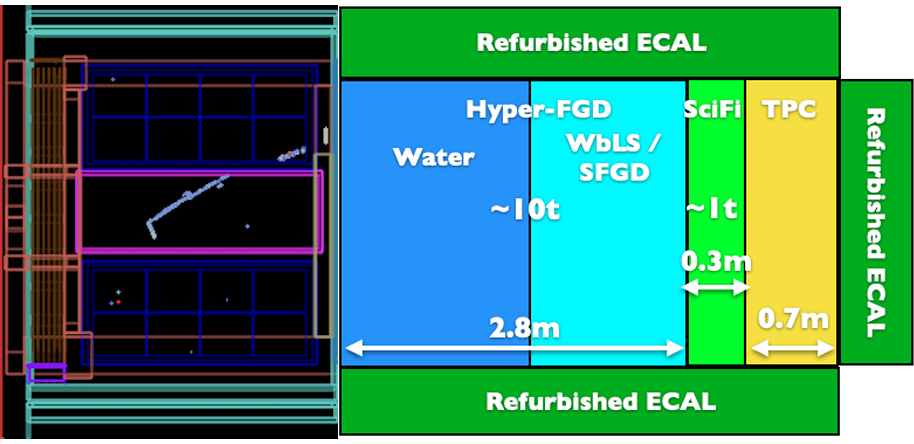 Refurbished ECAL
Hyper-FGD
SciFi
TPC
Water
WbLS /
SFGD
~10t
~1t
0.3m
2.8m
0.7m
Refurbished ECAL
Refurbished ECAL